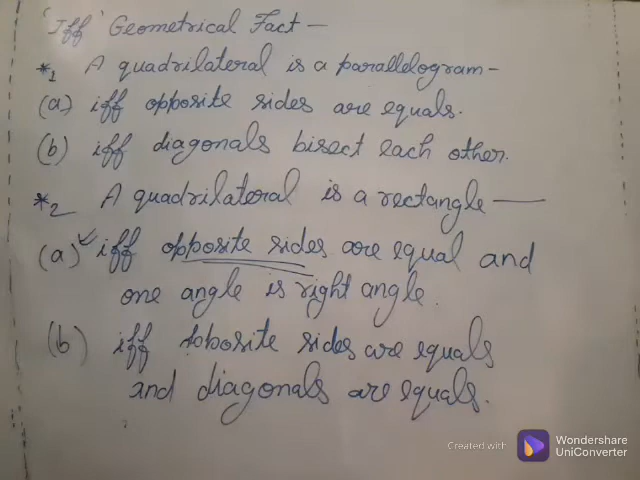 'Iff' Geometrical Fact —
*1 A quadrilateral is a parallelogram –
(a) iff opposite sides are equals.
(b) iff diagonals bisect each other.
*2 A quadrilateral is a rectangle —
(a) iff opposite sides are equal and
one angle is right angle.
(b) iff opposite sides are equals
and diagonals are equals.
Created with Wondershare
UniConverter